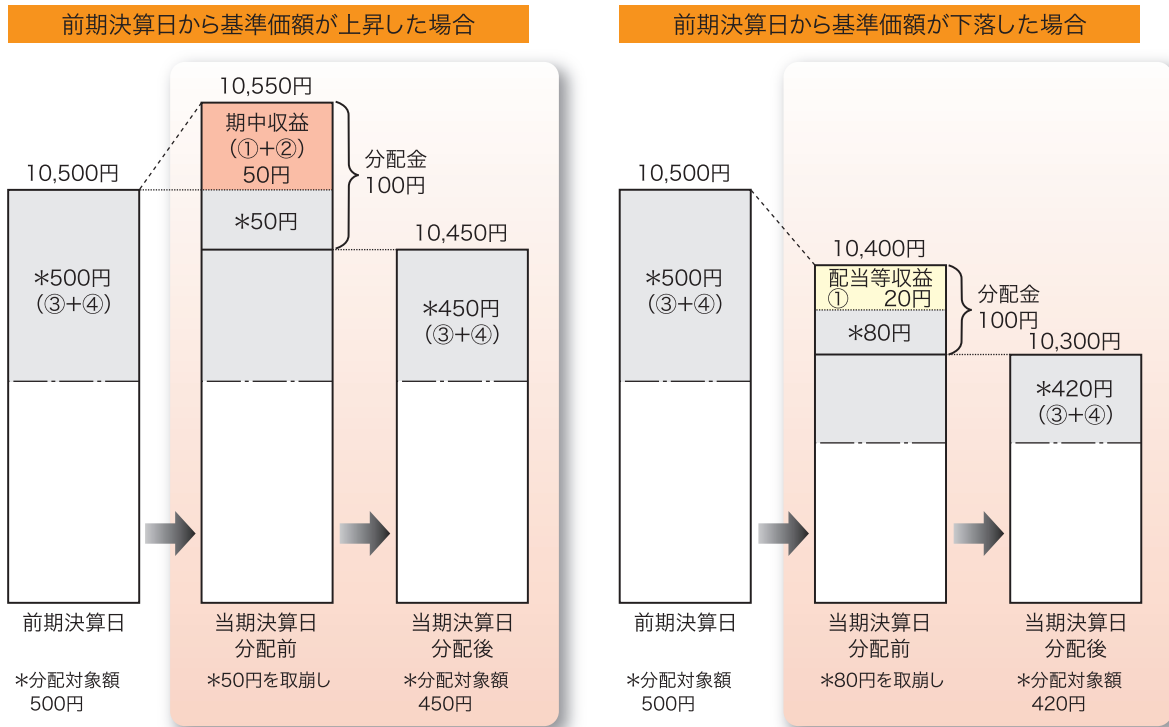 前期決算日から基準価額が上昇した場合
10,550円
期中収益
(①+②)
50円
分配金
100円
10,500円
＊50円
10,450円
＊500円
(③+④)
＊450円
(③+④)
前期決算日
当期決算日
分配前
当期決算日
分配後
＊分配対象額
500円
＊50円を取崩し
＊分配対象額
450円
前期決算日から基準価額が下落した場合
10,500円
10,400円
＊500円
(③+④)
配当等収益
① 20円
分配金
100円
＊80円
10,300円
＊420円
(③+④)
前期決算日
当期決算日
分配前
当期決算日
分配後
＊分配対象額
500円
＊80円を取崩し
＊分配対象額
420円